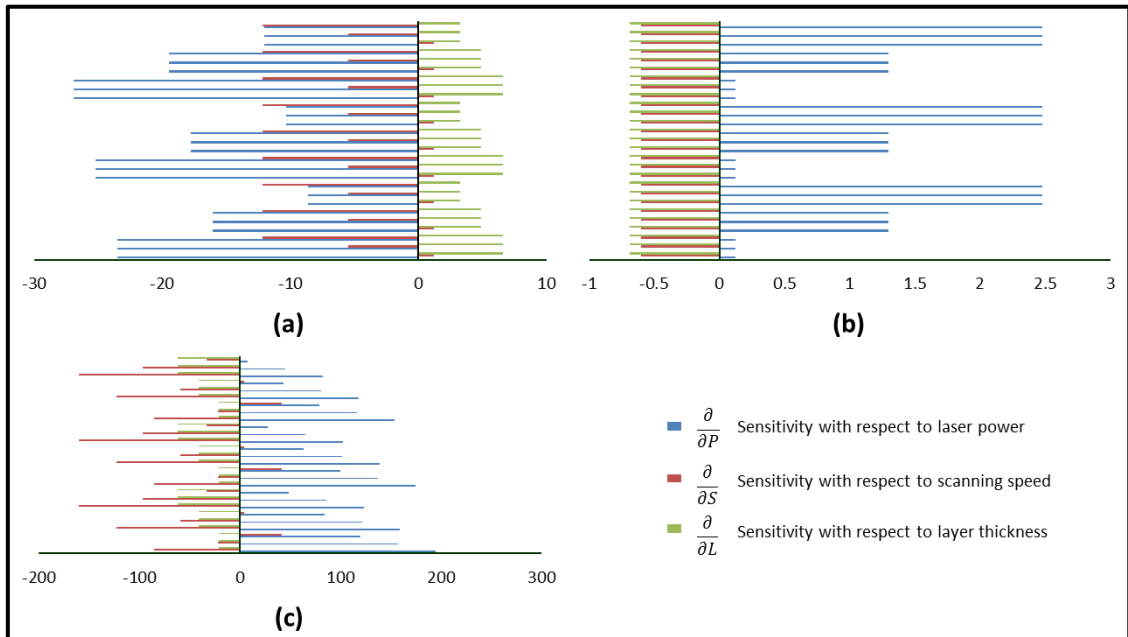 -30 -20 -10 0 10
(a)
-1 -0.5 0 0.5 1 1.5 2 2.5 3
(b)
-200 -100 0 100 200 300
(c)
∂/∂P Sensitivity with respect to laser power
∂/∂S Sensitivity with respect to scanning speed
∂/∂L Sensitivity with respect to layer thickness